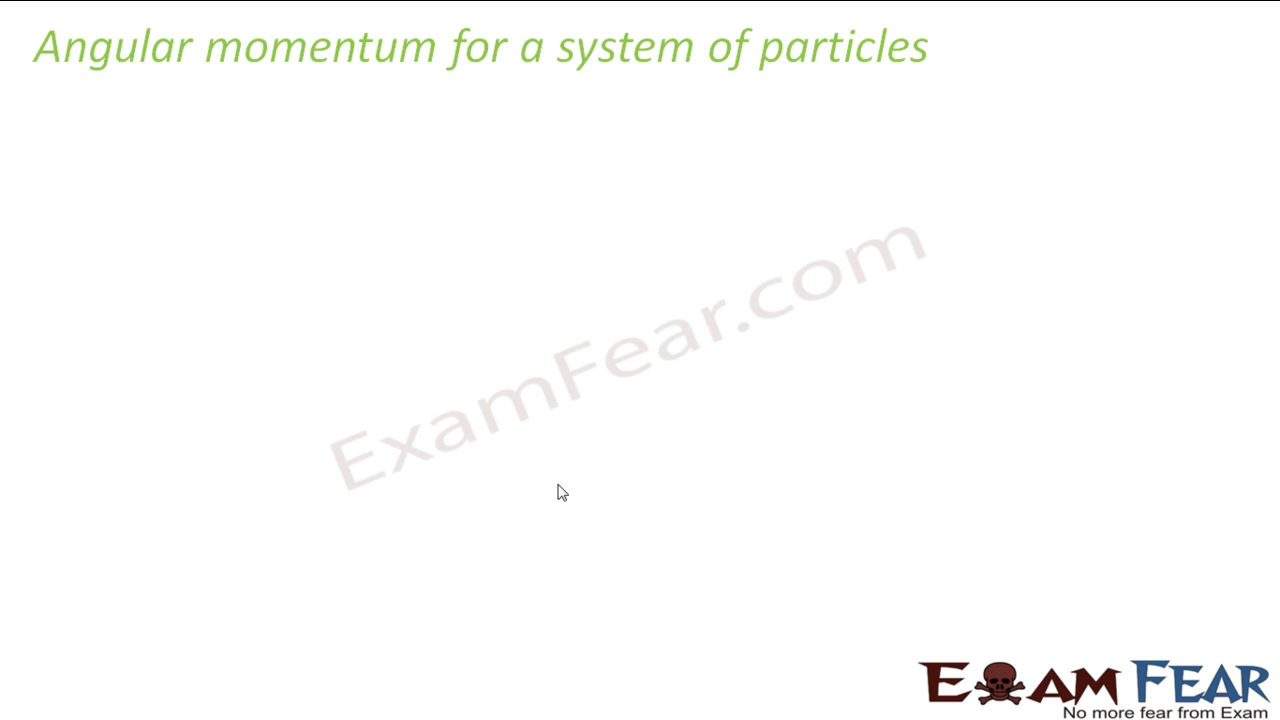 Angular momentum for a system of particles
ExamFear.com
EXAM FEAR
No more fear from Exam